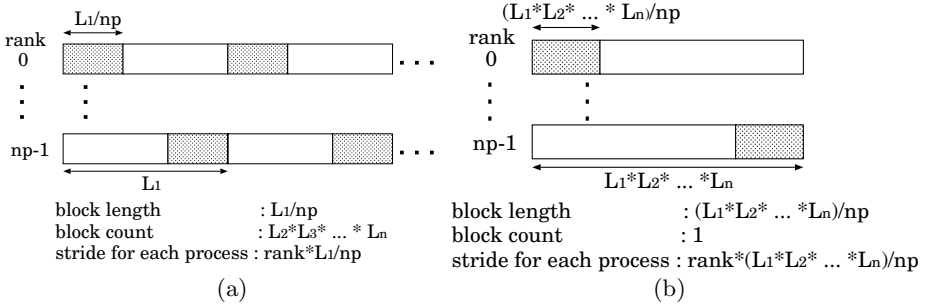 L1/np
rank
0
np-1
L1
block length : L1/np
block count : L2*L3* ... * Ln
stride for each process : rank*L1/np
(a)
(L1*L2* ... * Ln)/np
rank
0
np-1
L1*L2* ... *Ln
block length : (L1*L2* ... *Ln)/np
block count : 1
stride for each process : rank*(L1*L2* ... *Ln)/np
(b)